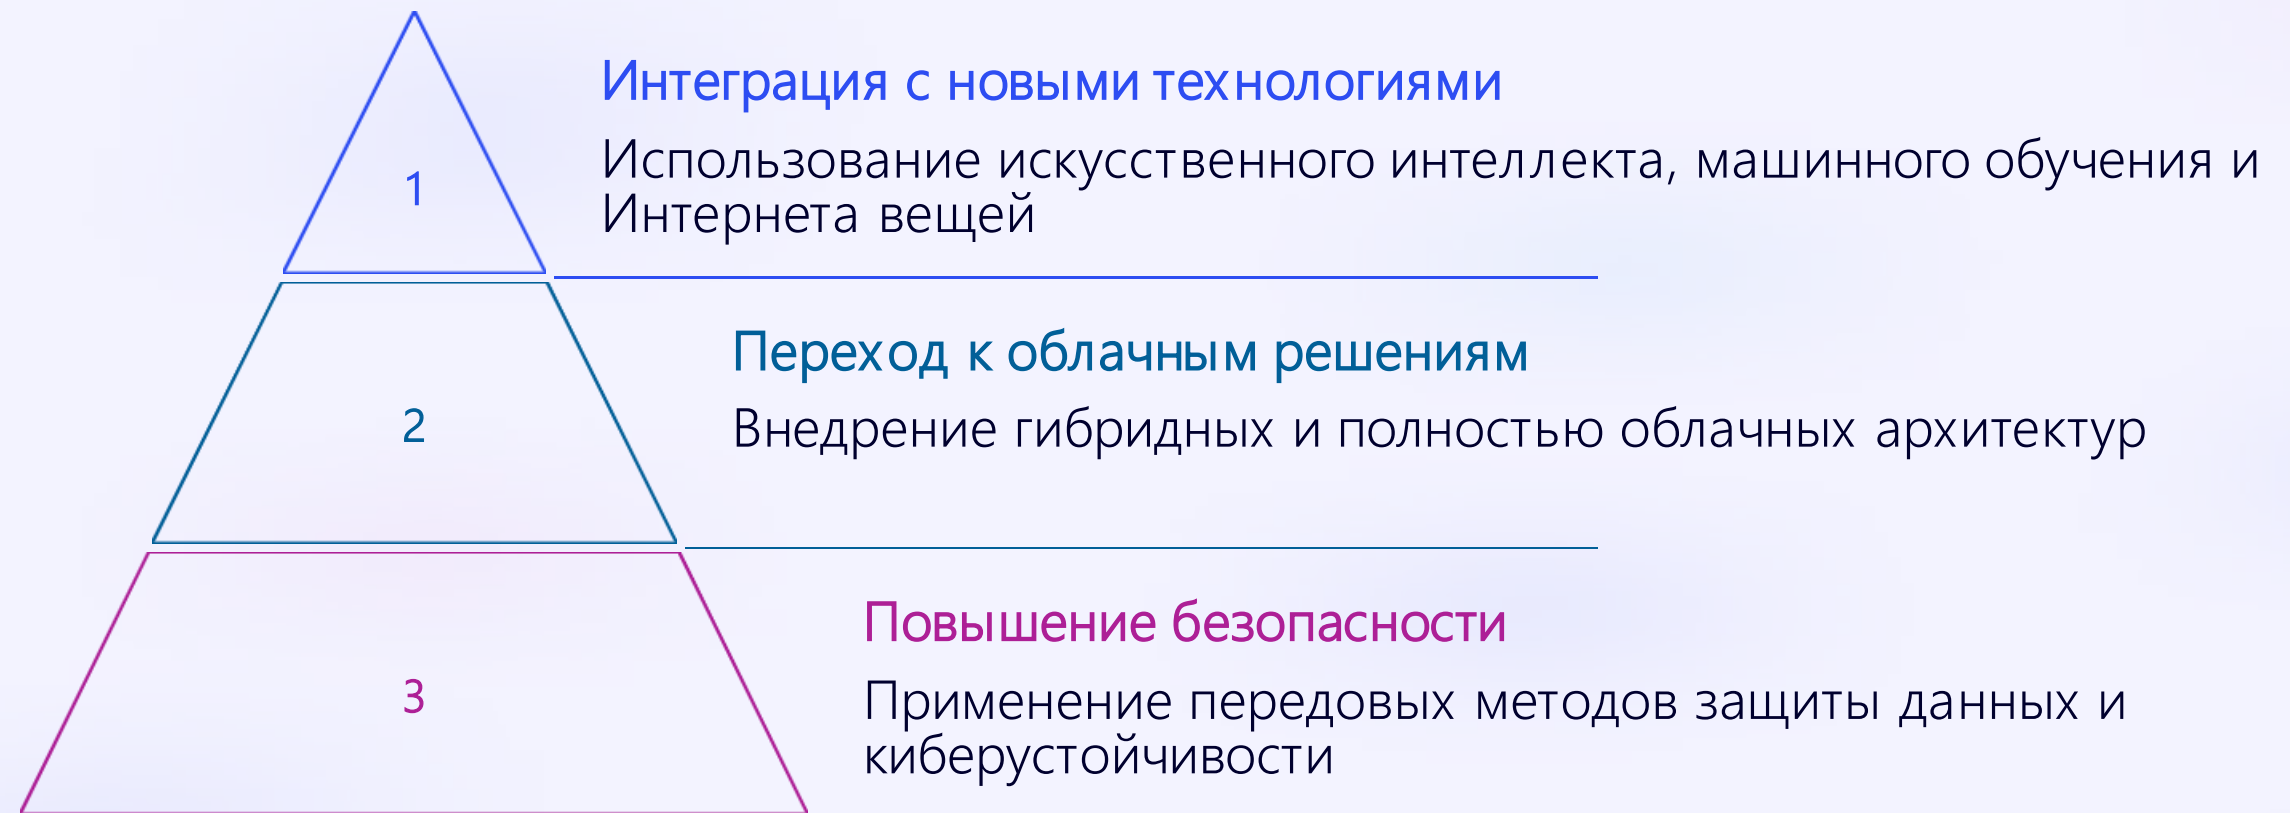 Интеграция с новыми технологиями
Использование искусственного интеллекта, машинного обучения и
Интернета вещей
1
Переход к облачным решениям
Внедрение гибридных и полностью облачных архитектур
2
Повышение безопасности
Применение передовых методов защиты данных и
киберустойчивости
3